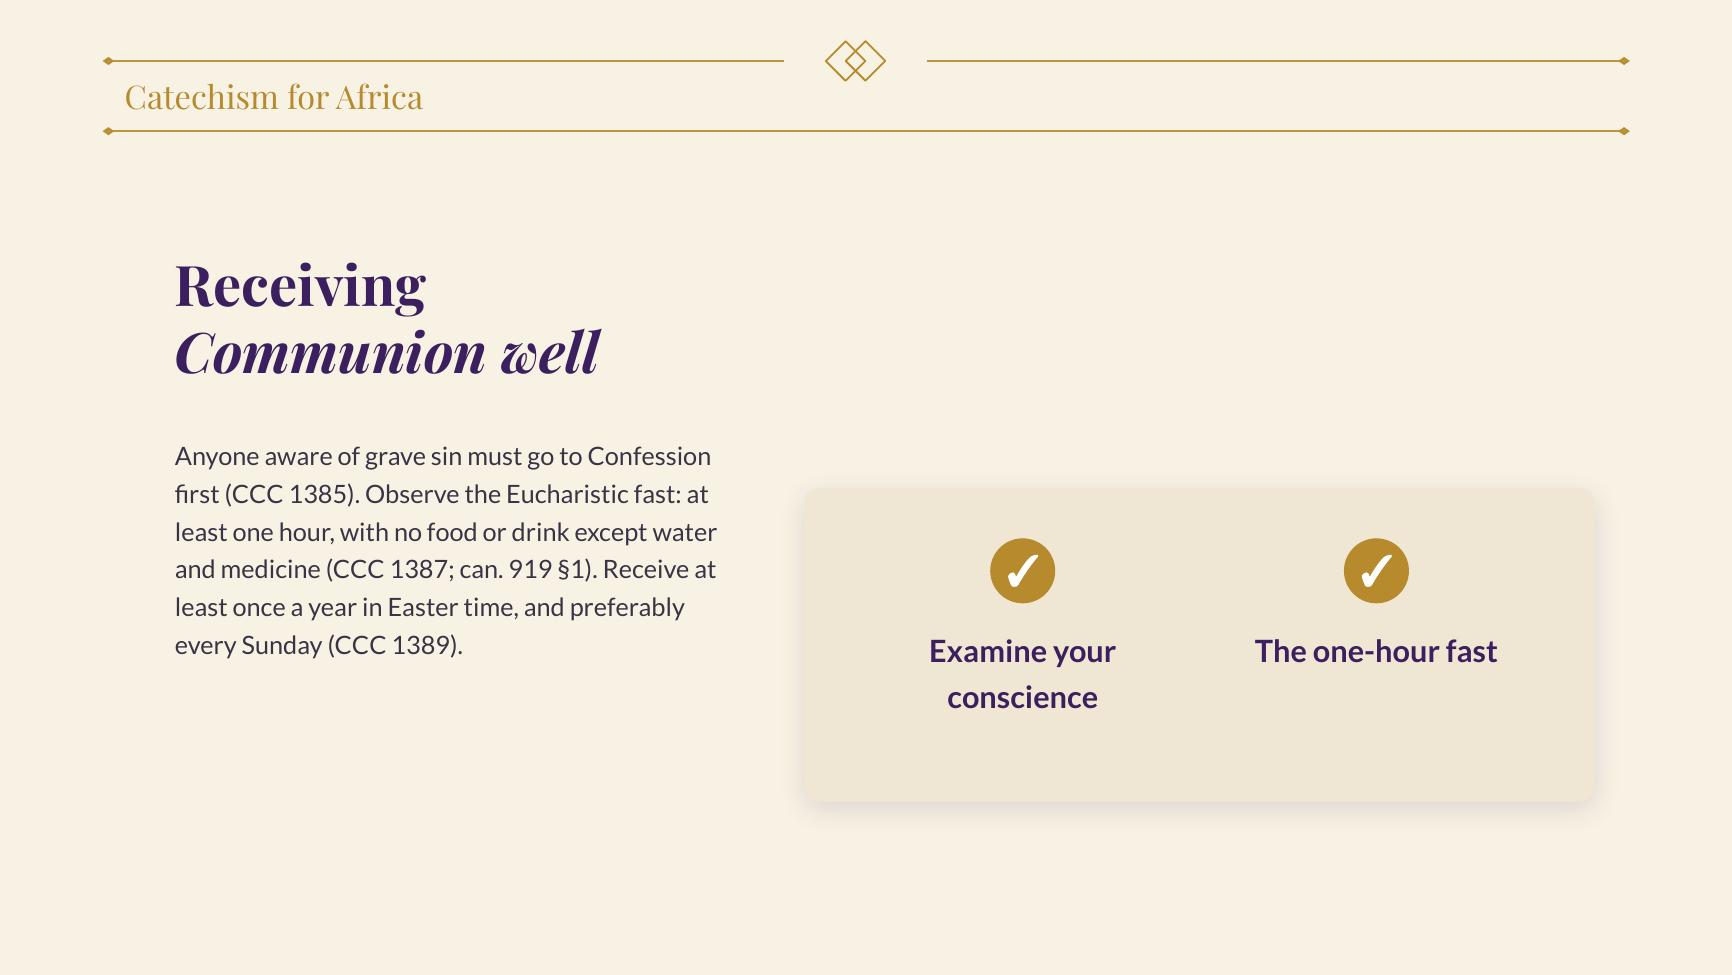 Catechism for Africa
Receiving
Communion well
Anyone aware of grave sin must go to Confession
first (CCC 1385). Observe the Eucharistic fast: at
least one hour, with no food or drink except water
and medicine (CCC 1387; can. 919 §1). Receive at
least once a year in Easter time, and preferably
every Sunday (CCC 1389).
✓
Examine your
conscience
✓
The one-hour fast